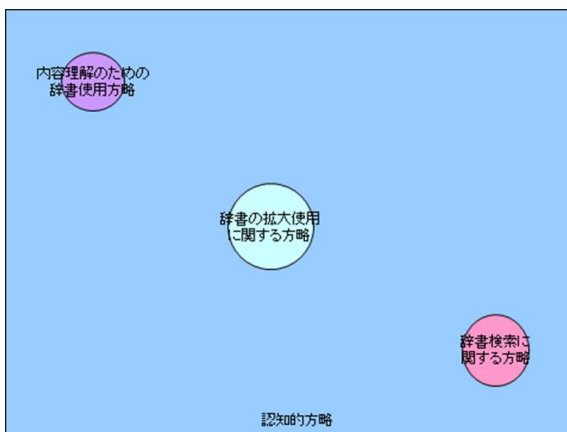 内容理解のための
辞書使用方略
辞書の拡大使用
に関する方略
辞書検索に
関する方略
認知的方略